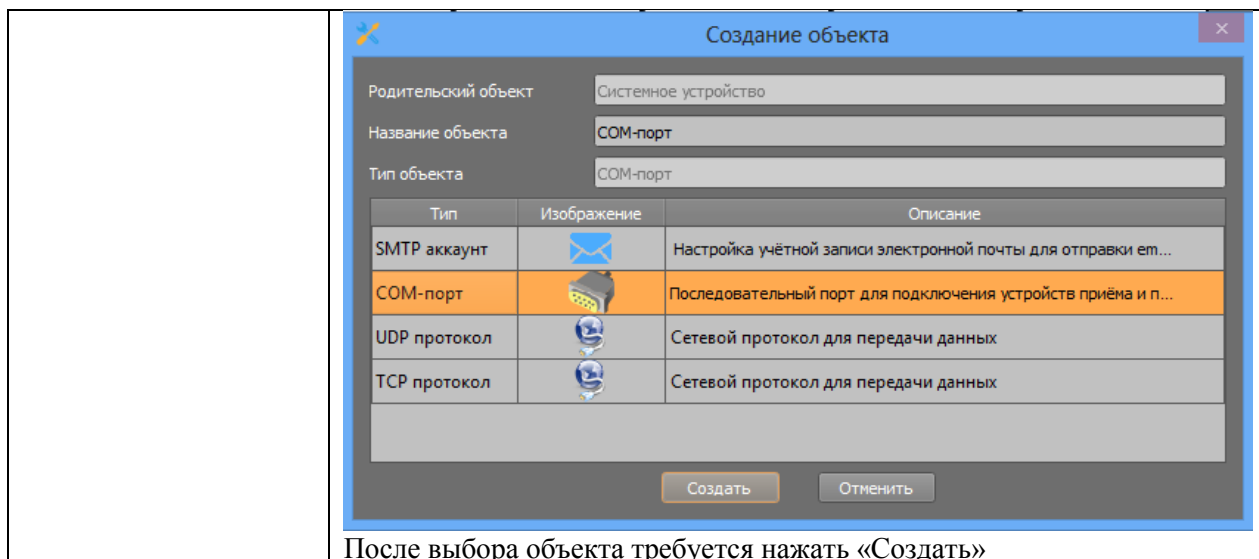 Создание объекта
Родительский объект Системное устройство
Название объекта COM-порт
Тип объекта COM-порт
Тип Изображение Описание
SMTP аккаунт Настройка учётной записи электронной почты для отправки em...
COM-порт Последовательный порт для подключения устройств приёма и п...
UDP протокол Сетевой протокол для передачи данных
TCP протокол Сетевой протокол для передачи данных
Создать Отменить
После выбора объекта требуется нажать «Создать»